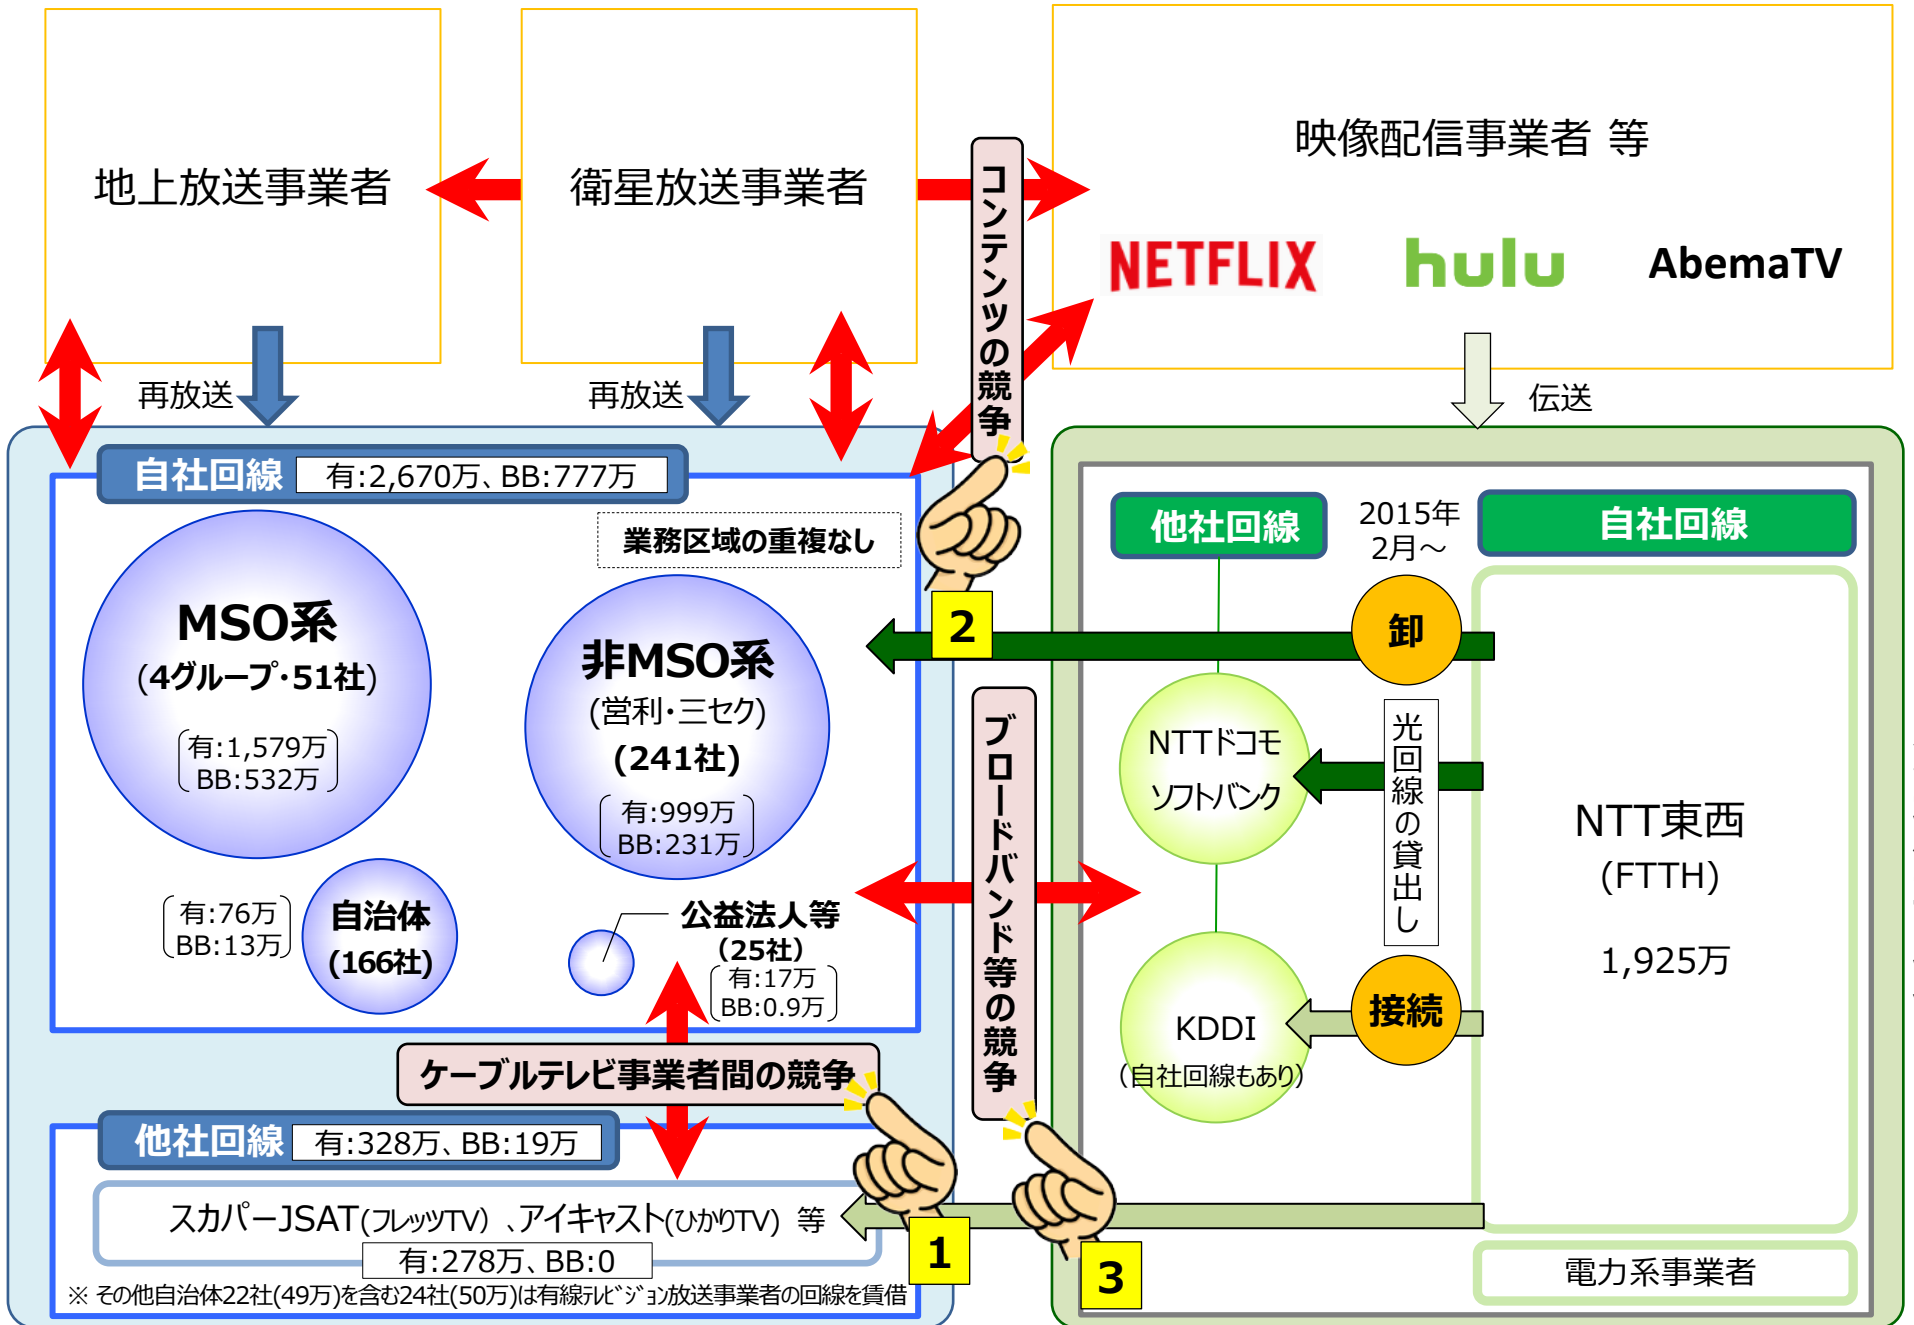 地上放送事業者
衛星放送事業者
コンテンツの競争
映像配信事業者 等
NETFLIX
hulu
AbemaTV
再放送
再放送
伝送
自社回線
有:2,670万、BB:777万
業務区域の重複なし
MSO系
(4グループ・51社)
有:1,579万
BB:532万
非MSO系
(営利・三セク)
(241社)
有:999万
BB:231万
有:76万
BB:13万
自治体
(166社)
公益法人等
(25社)
有:17万
BB:0.9万
2
ブロードバンド等の競争
ケーブルテレビ事業者間の競争
他社回線
有:328万、BB:19万
スカパーJSAT(フレッツTV) 、アイキャスト(ひかりTV) 等
有:278万、BB:0
※ その他自治体22社(49万)を含む24社(50万)は有線テレビジョン放送事業者の回線を賃借
1
3
他社回線
2015年
2月～
自社回線
卸
NTTドコモ
ソフトバンク
光回線の貸出し
NTT東西
(FTTH)
1,925万
接続
KDDI
(自社回線もあり)
電力系事業者